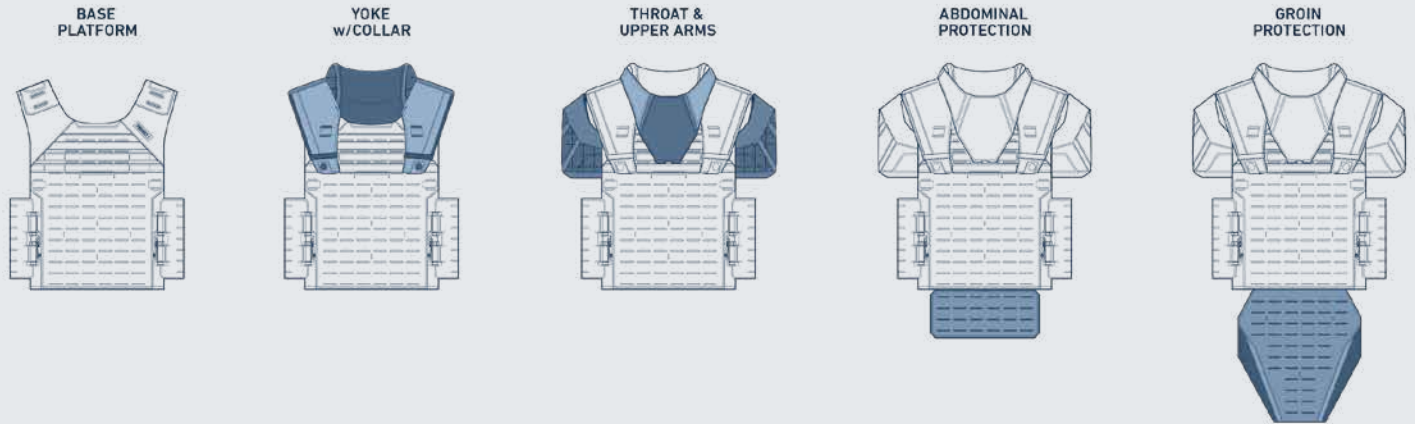 BASE
PLATFORM
YOKE
w/COLLAR
THROAT &
UPPER ARMS
ABDOMINAL
PROTECTION
GROIN
PROTECTION